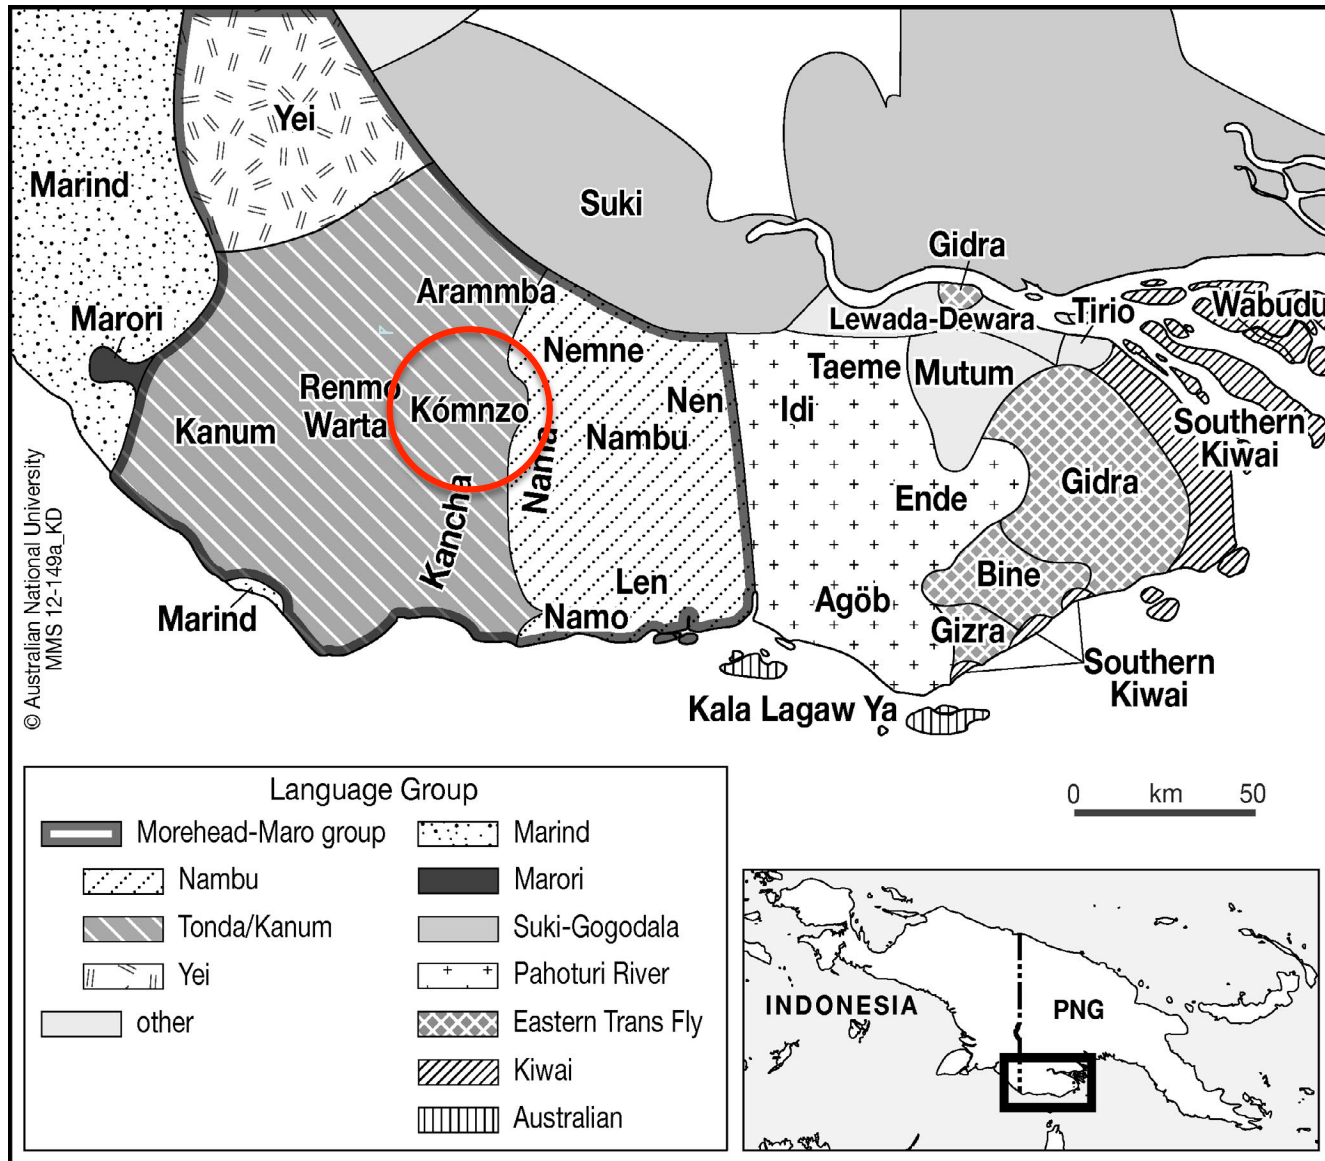 Yei
Marind
Suki
Gidra
Arammba
Marori
Lewada-Dewara
Tirio
Wabudu
Nemne
Taeme
Mutum
Renmo
Warta
Kómnzo
Nen
Idi
Kanum
Nambu
Southern
Kiwai
Nama
Ende
Gidra
Kancha
Bine
Len
Agöb
Marind
Namo
Gizra
Southern
Kiwai
Kala Lagaw Ya
© Australian National University
MMS 12-149a_KD
Language Group
Morehead-Maro group
Nambu
Tonda/Kanum
Yei
other
Marind
Marori
Suki-Gogodala
Pahoturi River
Eastern Trans Fly
Kiwai
Australian
0 km 50
INDONESIA
PNG